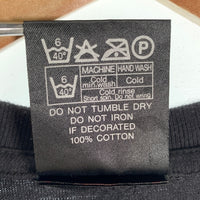 6 P
40°
MACHINE HAND WASH
6 Cold Cold
40° min.wash
Cold rinse
Short spin. Do not wring
DO NOT TUMBLE DRY
DO NOT IRON
IF DECORATED
100% COTTON